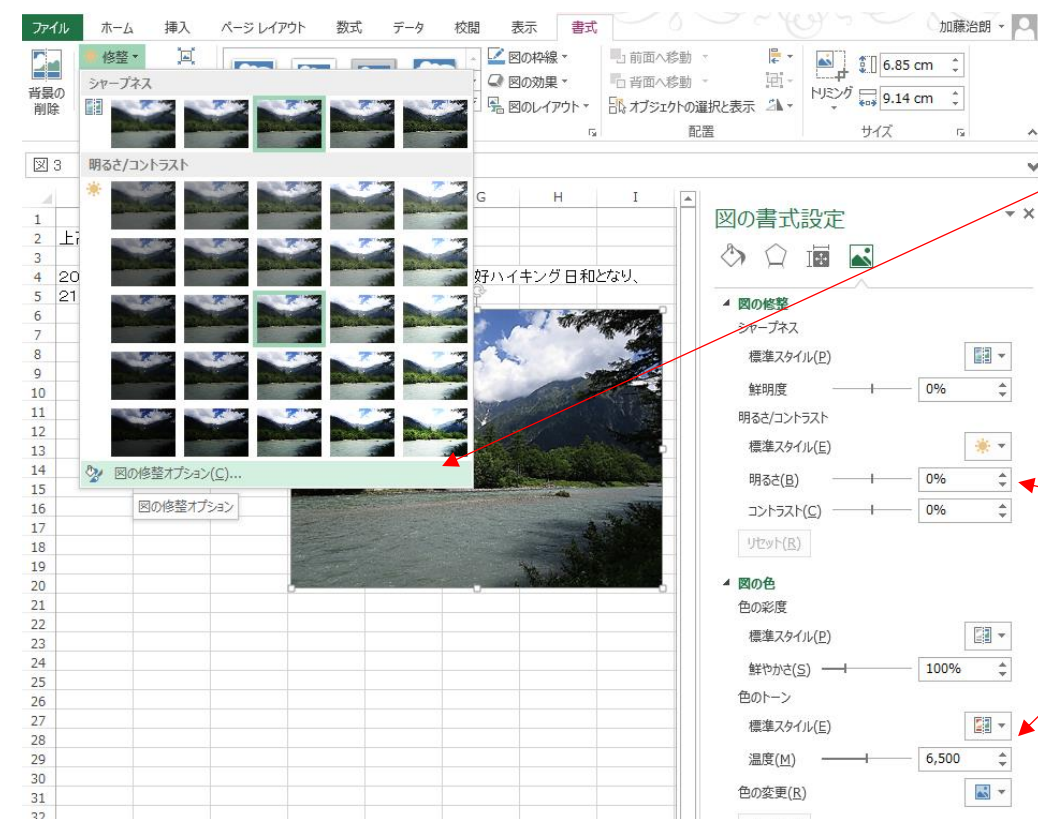 ファイル ホーム 挿入 ページ レイアウト 数式 データ 校閲 表示 書式 加藤治朗
背景の削除
修整
図の枠線
図の効果
図のレイアウト
前面へ移動
背面へ移動
オブジェクトの選択と表示
配置
トリミング
6.85 cm
9.14 cm
サイズ
シャープネス
明るさ/コントラスト
図の修整オプション(C)...
図の修整オプション
図 3
G H I
1
2 上
3
4 20 好ハイキング日和となり、
5 21
6
7
8
9
10
11
12
13
14
15
16
17
18
19
20
21
22
23
24
25
26
27
28
29
30
31
32
図の書式設定
図の修整
シャープネス
標準スタイル(P)
鮮明度 0%
明るさ/コントラスト
標準スタイル(E)
明るさ(B) 0%
コントラスト(C) 0%
リセット(R)
図の色
色の彩度
標準スタイル(P)
鮮やかさ(S) 100%
色のトーン
標準スタイル(E)
温度(M) 6,500
色の変更(R)